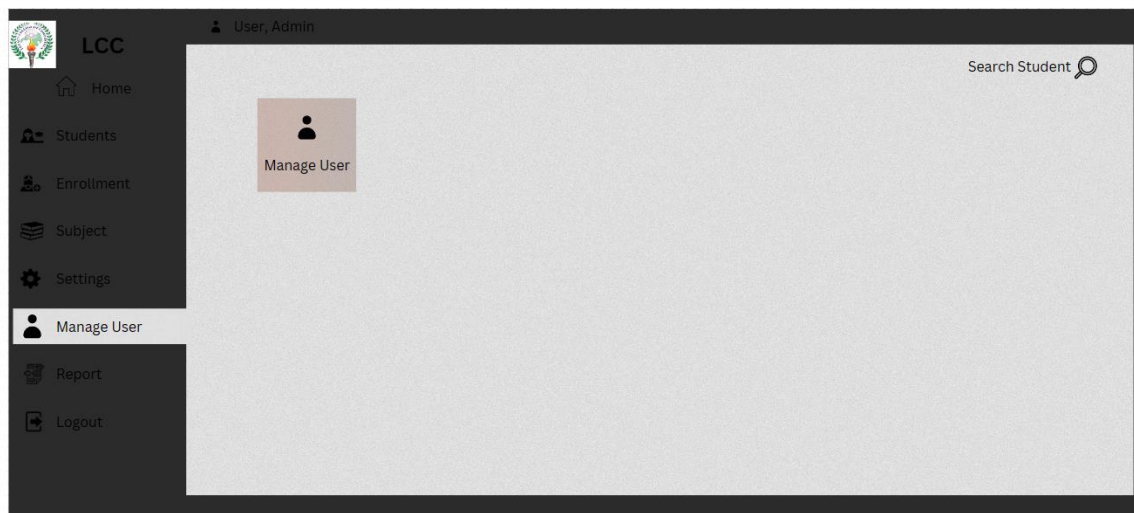 User, Admin
LCC
Home
Students
Enrollment
Subject
Settings
Manage User
Report
Logout
Search Student
Manage User